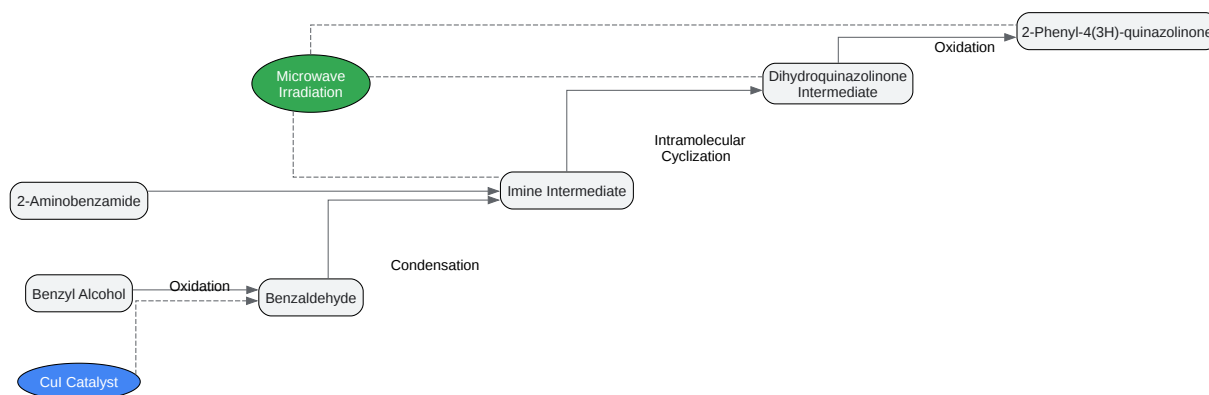 2-Phenyl-4(3H)-quinazolinone
Oxidation
Microwave
Irradiation
Dihydroquinazolinone
Intermediate
Intramolecular
Cyclization
Imine Intermediate
2-Aminobenzamide
Condensation
Benzyl Alcohol
Oxidation
Benzaldehyde
CuI Catalyst